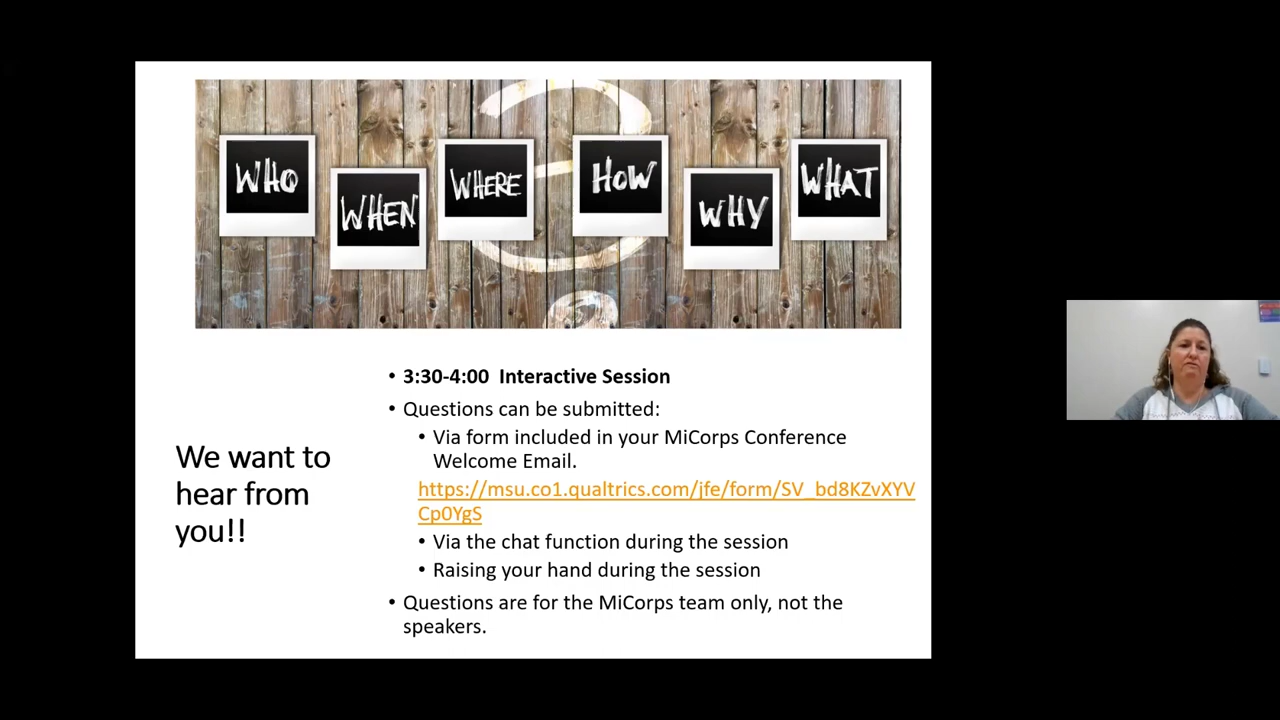 WHO
WHEN
WHERE
HOW
WHY
WHAT
We want to
hear from
you!!
• 3:30-4:00 Interactive Session
• Questions can be submitted:
• Via form included in your MiCorps Conference
Welcome Email.
https://msu.co1.qualtrics.com/jfe/form/SV_bd8KZvXYV
Cp0YgS
• Via the chat function during the session
• Raising your hand during the session
• Questions are for the MiCorps team only, not the
speakers.